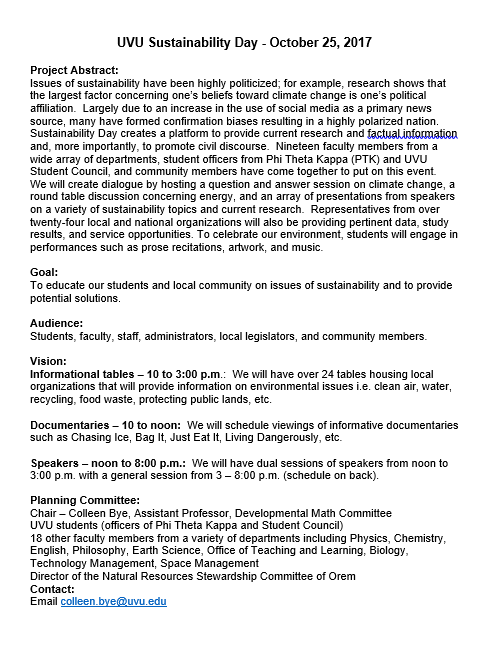 UVU Sustainability Day - October 25, 2017
Project Abstract:
Issues of sustainability have been highly politicized; for example, research shows that
the largest factor concerning one's beliefs toward climate change is one's political
affiliation.  Largely due to an increase in the use of social media as a primary news
source, many have formed confirmation biases resulting in a highly polarized nation.
Sustainability Day creates a platform to provide current research and factual information
and, more importantly, to promote civil discourse.  Nineteen faculty members from a
wide array of departments, student officers from Phi Theta Kappa (PTK) and UVU
Student Council, and community members have come together to put on this event.
We will create dialogue by hosting a question and answer session on climate change, a
round table discussion concerning energy, and an array of presentations from speakers
on a variety of sustainability topics and current research.  Representatives from over
twenty-four local and national organizations will also be providing pertinent data, study
results, and service opportunities. To celebrate our environment, students will engage in
performances such as prose recitations, artwork, and music.
Goal:
To educate our students and local community on issues of sustainability and to provide
potential solutions.
Audience:
Students, faculty, staff, administrators, local legislators, and community members.
Vision:
Informational tables – 10 to 3:00 p.m.:  We will have over 24 tables housing local
organizations that will provide information on environmental issues i.e. clean air, water,
recycling, food waste, protecting public lands, etc.
Documentaries – 10 to noon:  We will schedule viewings of informative documentaries
such as Chasing Ice, Bag It, Just Eat It, Living Dangerously, etc.
Speakers – noon to 8:00 p.m.:  We will have dual sessions of speakers from noon to
3:00 p.m. with a general session from 3 – 8:00 p.m. (schedule on back).
Planning Committee:
Chair – Colleen Bye, Assistant Professor, Developmental Math Committee
UVU students (officers of Phi Theta Kappa and Student Council)
18 other faculty members from a variety of departments including Physics, Chemistry,
English, Philosophy, Earth Science, Office of Teaching and Learning, Biology,
Technology Management, Space Management
Director of the Natural Resources Stewardship Committee of Orem
Contact:
Email colleen.bye@uvu.edu